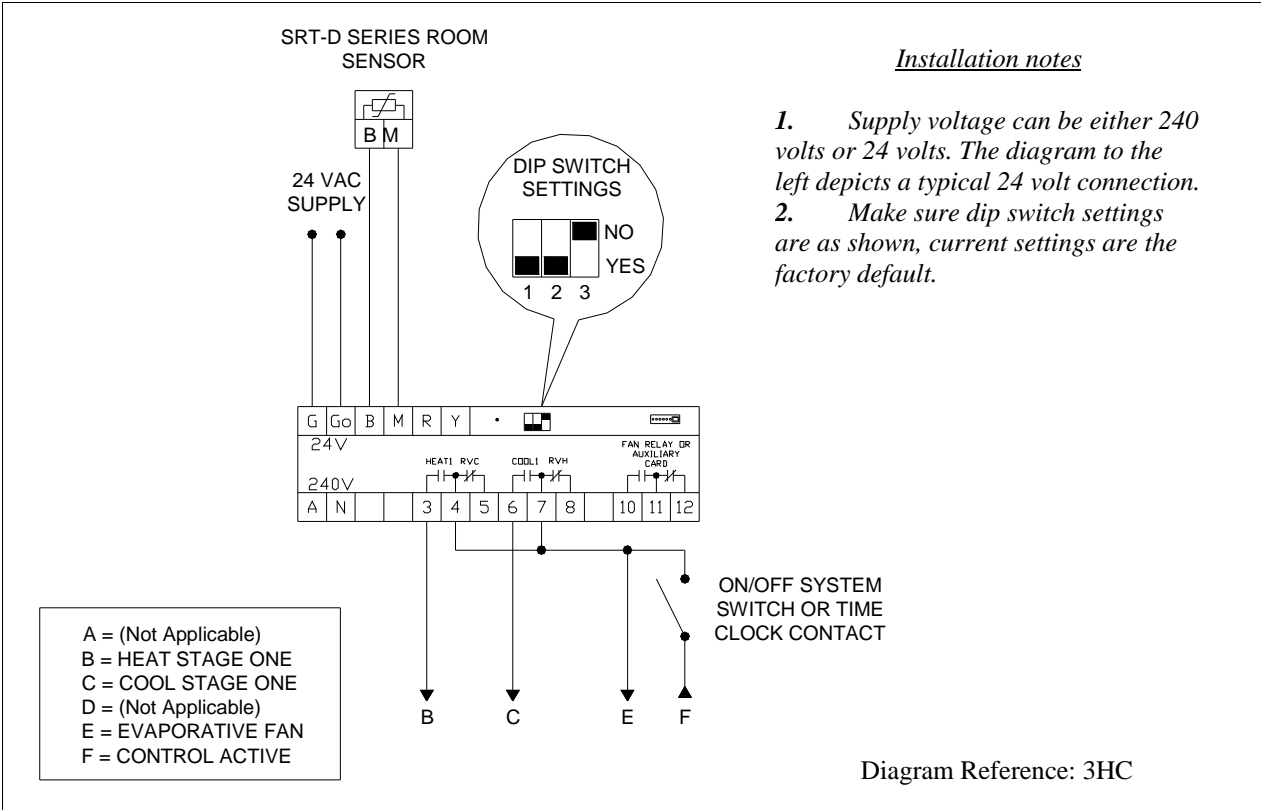 SRT-D SERIES ROOM
SENSOR
B M
24 VAC
SUPPLY
DIP SWITCH
SETTINGS
NO
YES
1 2 3
Installation notes
1. Supply voltage can be either 240
volts or 24 volts. The diagram to the
left depicts a typical 24 volt connection.
2. Make sure dip switch settings
are as shown, current settings are the
factory default.
G Go B M R Y
24V
HEAT1 RVC
COOL1 RVH
FAN RELAY OR
AUXILIARY
CARD
240V
A N 3 4 5 6 7 8 10 11 12
ON/OFF SYSTEM
SWITCH OR TIME
CLOCK CONTACT
B C E F
A = (Not Applicable)
B = HEAT STAGE ONE
C = COOL STAGE ONE
D = (Not Applicable)
E = EVAPORATIVE FAN
F = CONTROL ACTIVE
Diagram Reference: 3HC